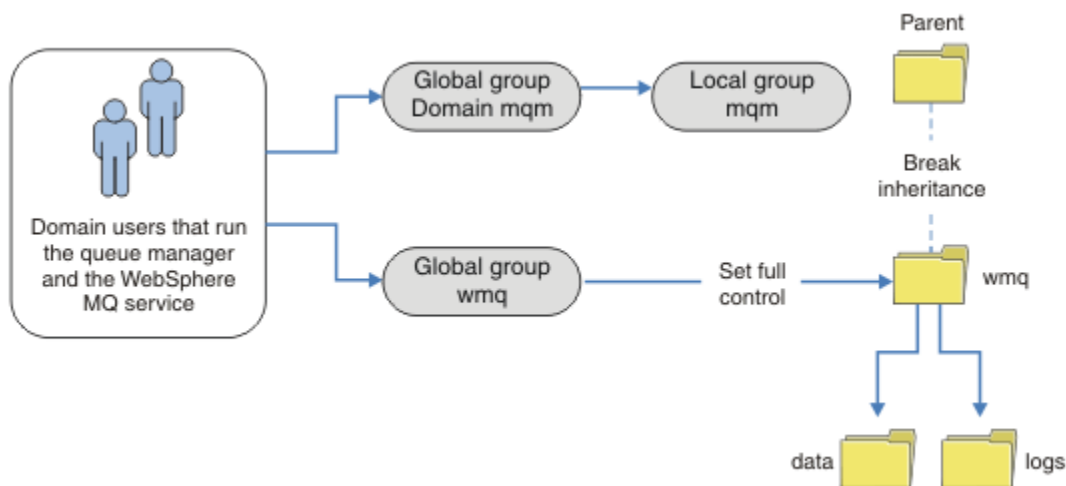 Parent
Global group
Domain mqm
Local group
mqm
Break
inheritance
Domain users that run
the queue manager
and the WebSphere
MQ service
Global group
wmq
Set full
control
wmq
data
logs